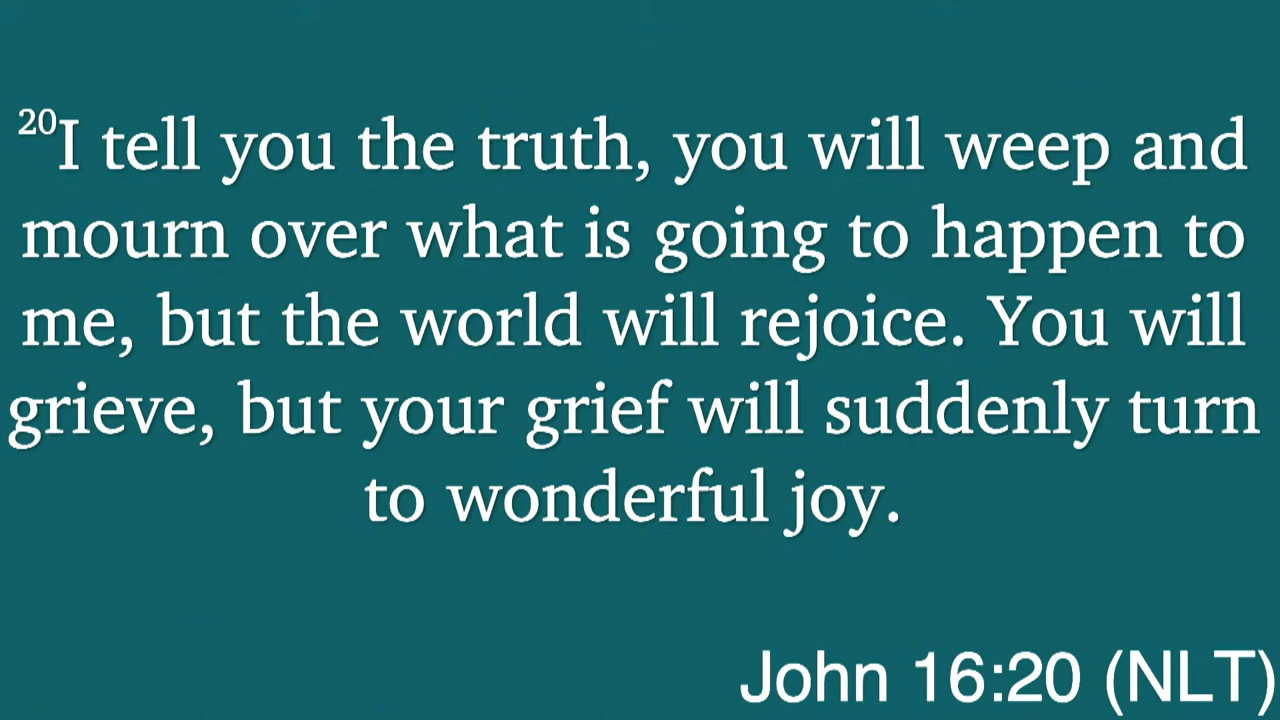 20I tell you the truth, you will weep and
mourn over what is going to happen to
me, but the world will rejoice. You will
grieve, but your grief will suddenly turn
to wonderful joy.
John 16:20 (NLT)